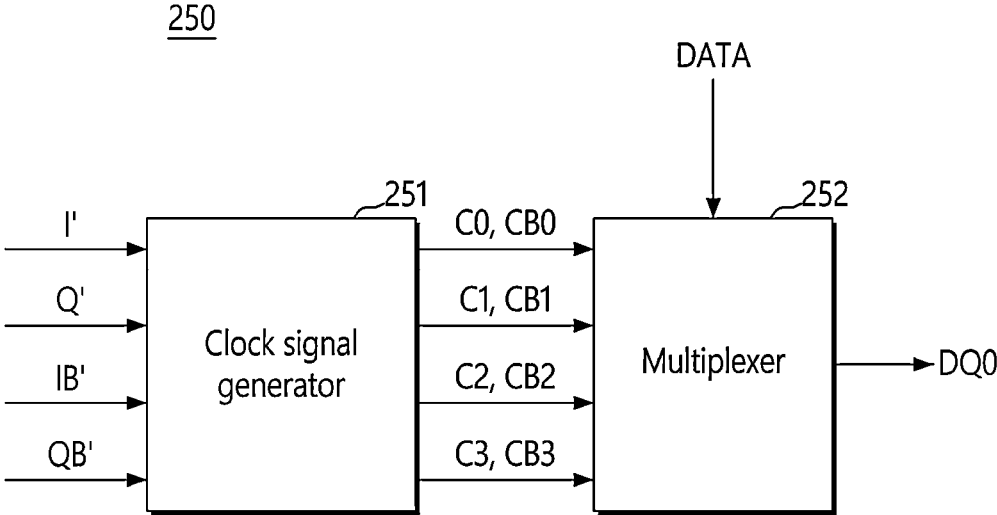 250
DATA
251
252
I'
C0, CB0
Q'
C1, CB1
Clock signal
generator
Multiplexer
DQ0
IB'
C2, CB2
QB'
C3, CB3